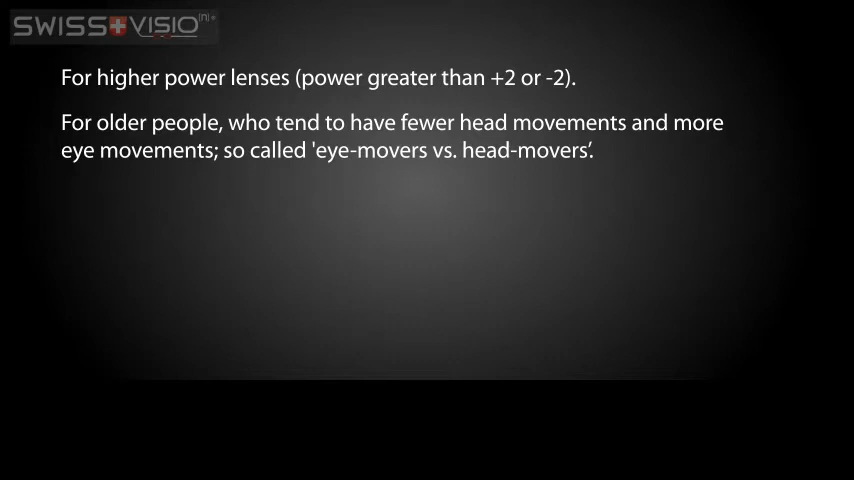 SWISS VISIO [n]®
For higher power lenses (power greater than +2 or -2).
For older people, who tend to have fewer head movements and more
eye movements; so called 'eye-movers vs. head-movers'.